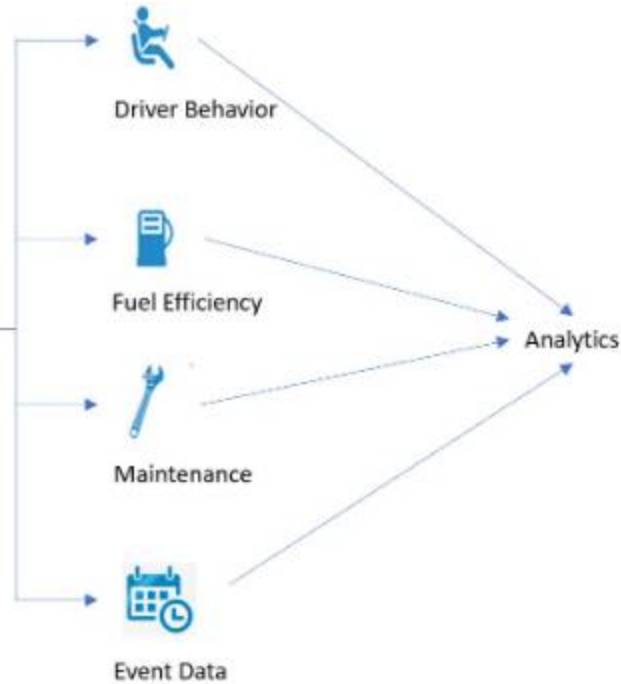 Driver Behavior
Fuel Efficiency
Analytics
Maintenance
Event Data